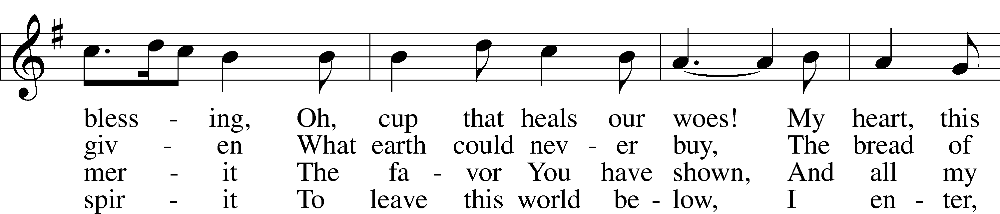 bless - ing, Oh, cup that heals our woes! My heart, this
giv - en What earth could nev - er buy, The bread of
mer - it The fa - vor You have shown, And all my
spir - it To leave this world be - low, I en - ter,